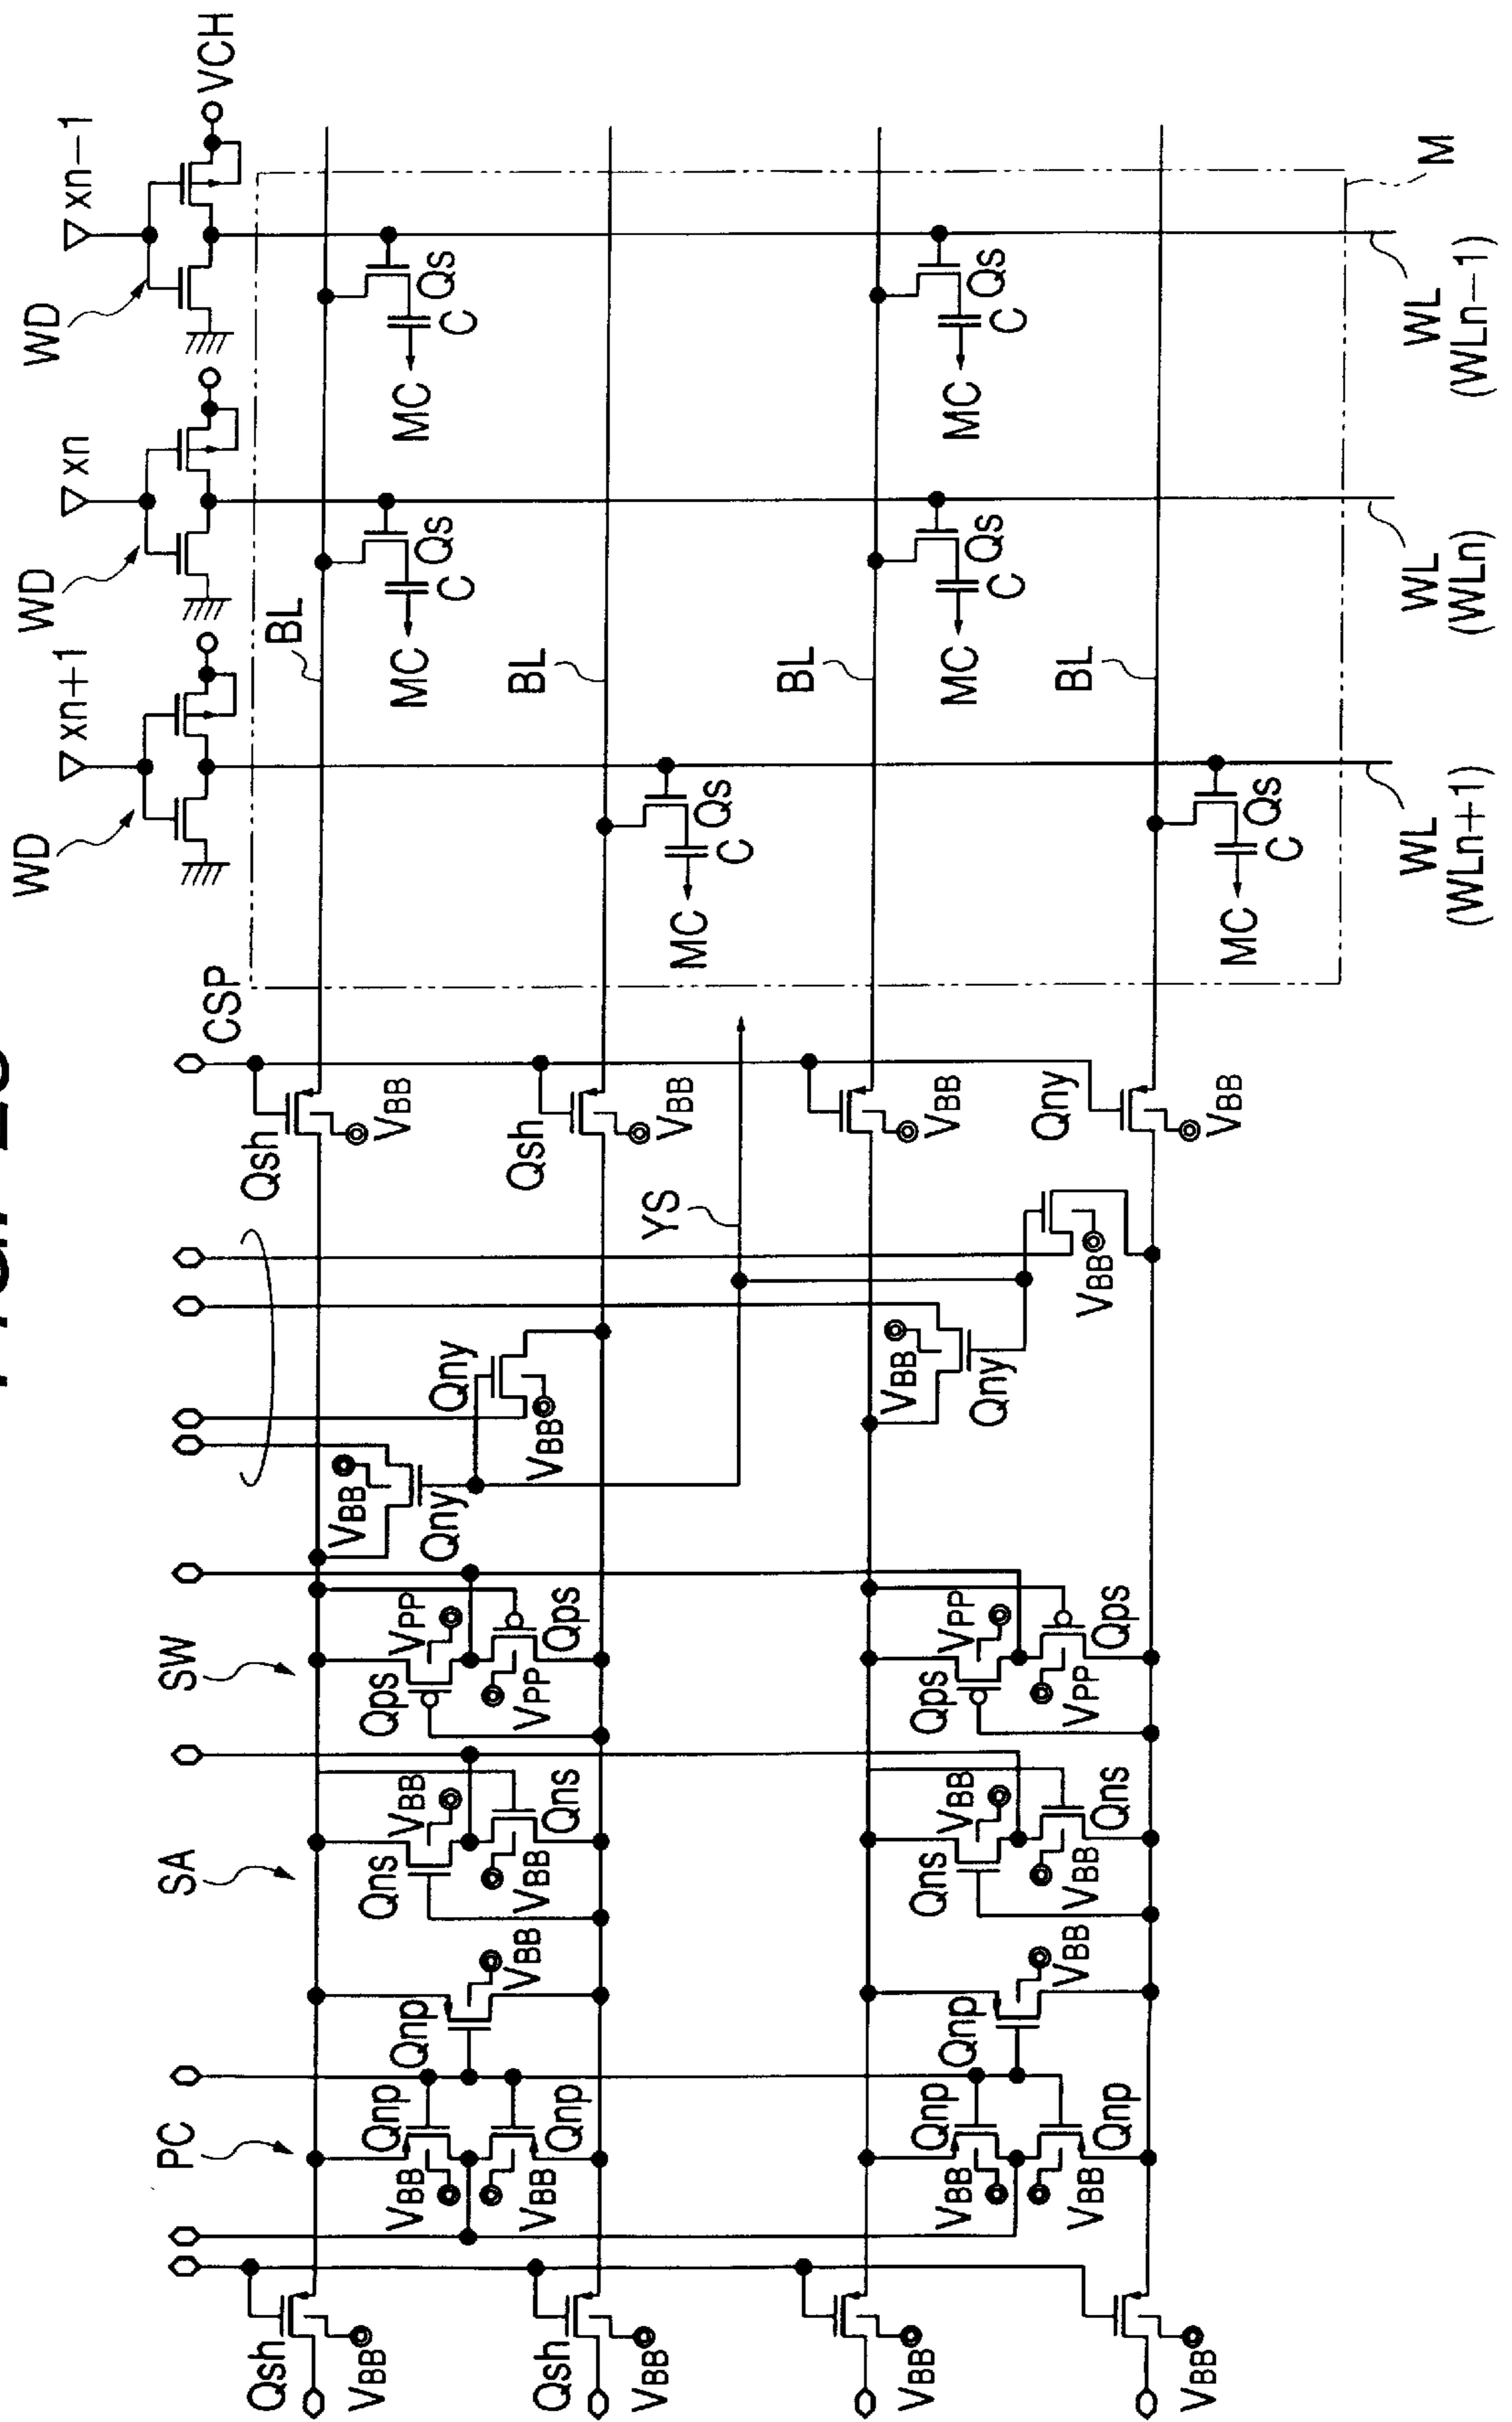 WD
WD
WD
xn+1
xn
xn-1
VCH
PC
SA
SW
CSP
Qsh
Qsh
BL
VBB
VBB
VBB
Qnp
Qnp
Qns
Qps
VBB
VBB
VPP
Qny
Qny
MC
MC
Qs
Qs
C
C
VBB
VBB
VBB
VPP
VBB
Qnp
Qns
Qps
Qsh
Qsh
BL
VBB
VBB
YS
MC
C
Qs
BL
VBB
VBB
VBB
VPP
VBB
Qnp
Qnp
Qns
Qps
Qny
MC
MC
Qs
Qs
C
C
VBB
VBB
VPP
VBB
Qnp
Qns
Qps
Qny
BL
VBB
VBB
MC
C
Qs
M
WL
(WLn+1)
WL
(WLn)
WL
(WLn-1)